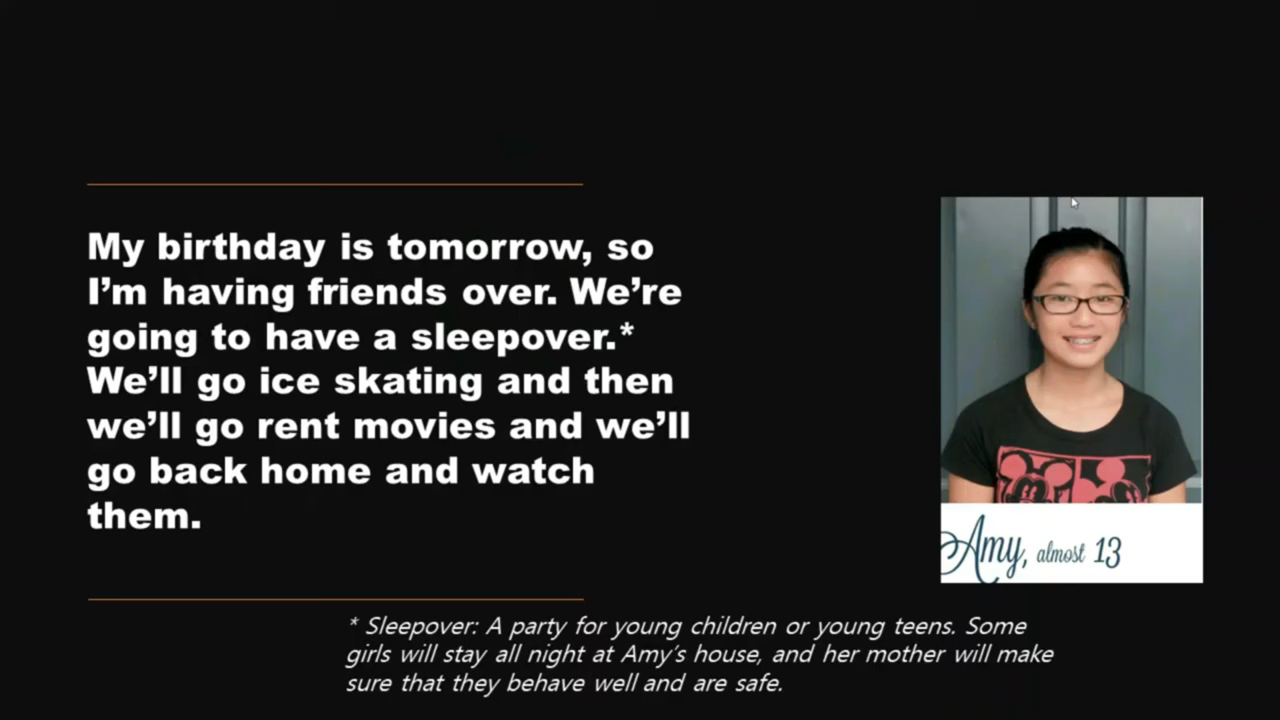 My birthday is tomorrow, so
I’m having friends over. We’re
going to have a sleepover.*
We’ll go ice skating and then
we’ll go rent movies and we’ll
go back home and watch
them.
Amy, almost 13
* Sleepover: A party for young children or young teens. Some
girls will stay all night at Amy’s house, and her mother will make
sure that they behave well and are safe.